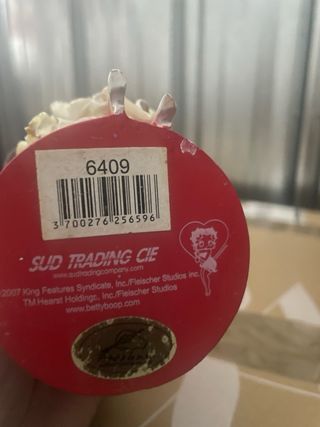 6409
3 700276 256596
SUD TRADING CIE
www.sudtradingcompany.com
©2007 King Features Syndicate, Inc./Fleischer Studios Inc.
TM Hearst Holdings, Inc./Fleischer Studios
www.bettyboop.com